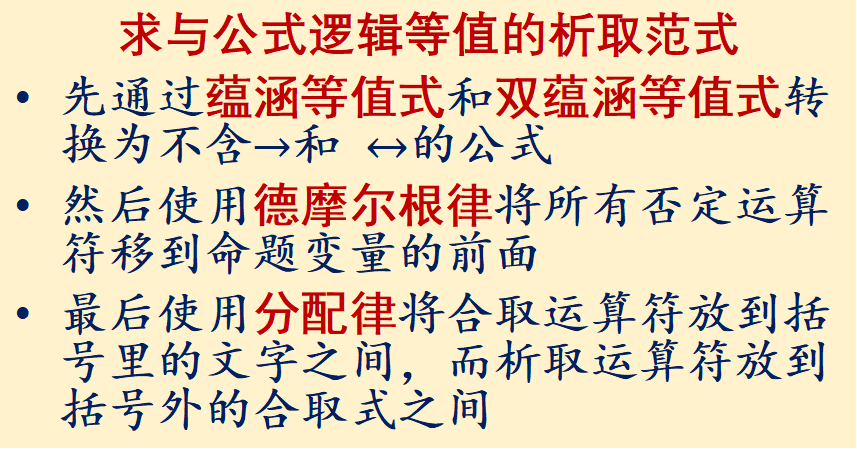 求与公式逻辑等值的析取范式
• 先通过蕴涵等值式和双蕴涵等值式转
换为不含→和 ↔的公式
• 然后使用德摩尔根律将所有否定运算
符移到命题变量的前面
• 最后使用分配律将合取运算符放到括
号里的文字之间，而析取运算符放到
括号外的合取式之间